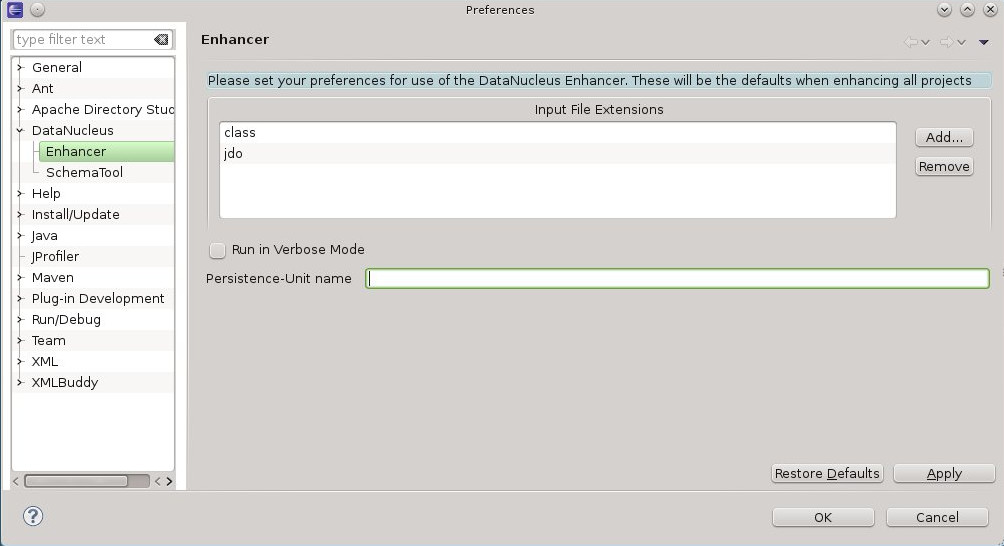 Preferences
type filter text
Enhancer
General
Ant
Apache Directory Stud
DataNucleus
Enhancer
SchemaTool
Help
Install/Update
Java
JProfiler
Maven
Plug-in Development
Run/Debug
Team
XML
XMLBuddy
Please set your preferences for use of the DataNucleus Enhancer. These will be the defaults when enhancing all projects
Input File Extensions
class
jdo
Add...
Remove
Run in Verbose Mode
Persistence-Unit name
Restore Defaults
Apply
?
OK
Cancel